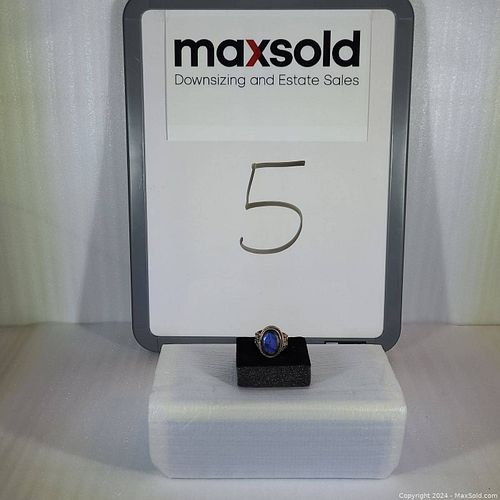 maxsold
Downsizing and Estate Sales
5
Copyright 2024 - MaxSold.com